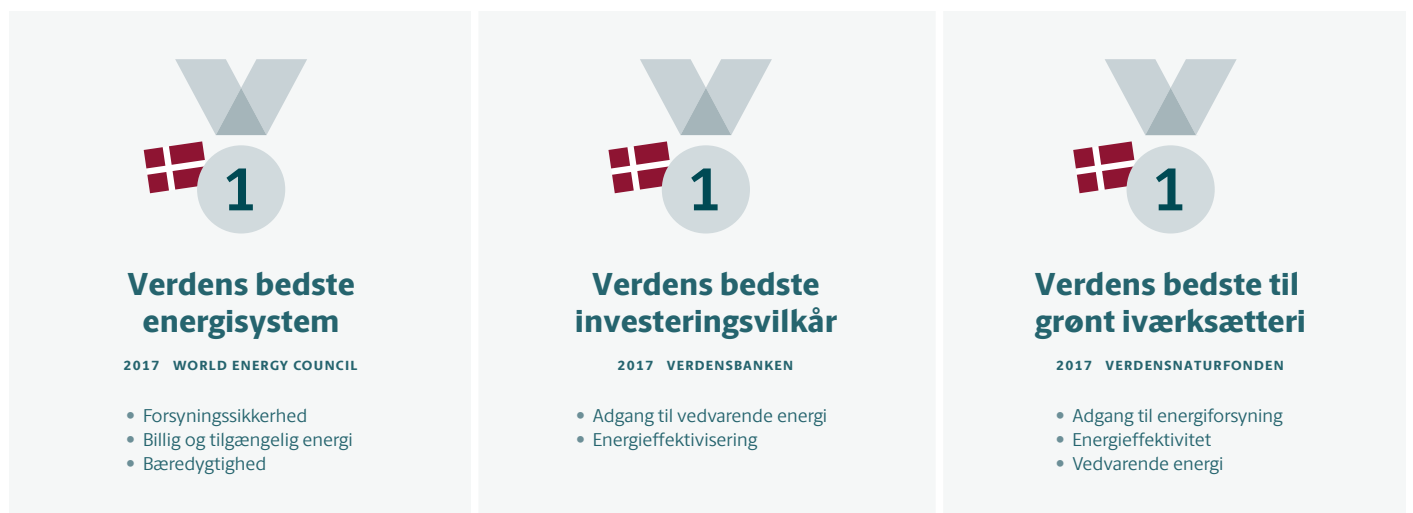 1
Verdens bedste
energisystem
2017 WORLD ENERGY COUNCIL
• Forsyningssikkerhed
• Billig og tilgængelig energi
• Bæredygtighed
1
Verdens bedste
investeringsvilkår
2017 VERDENSBANKEN
• Adgang til vedvarende energi
• Energieffektivisering
1
Verdens bedste til
grønt iværksætteri
2017 VERDENSNATURFONDEN
• Adgang til energiforsyning
• Energieffektivitet
• Vedvarende energi